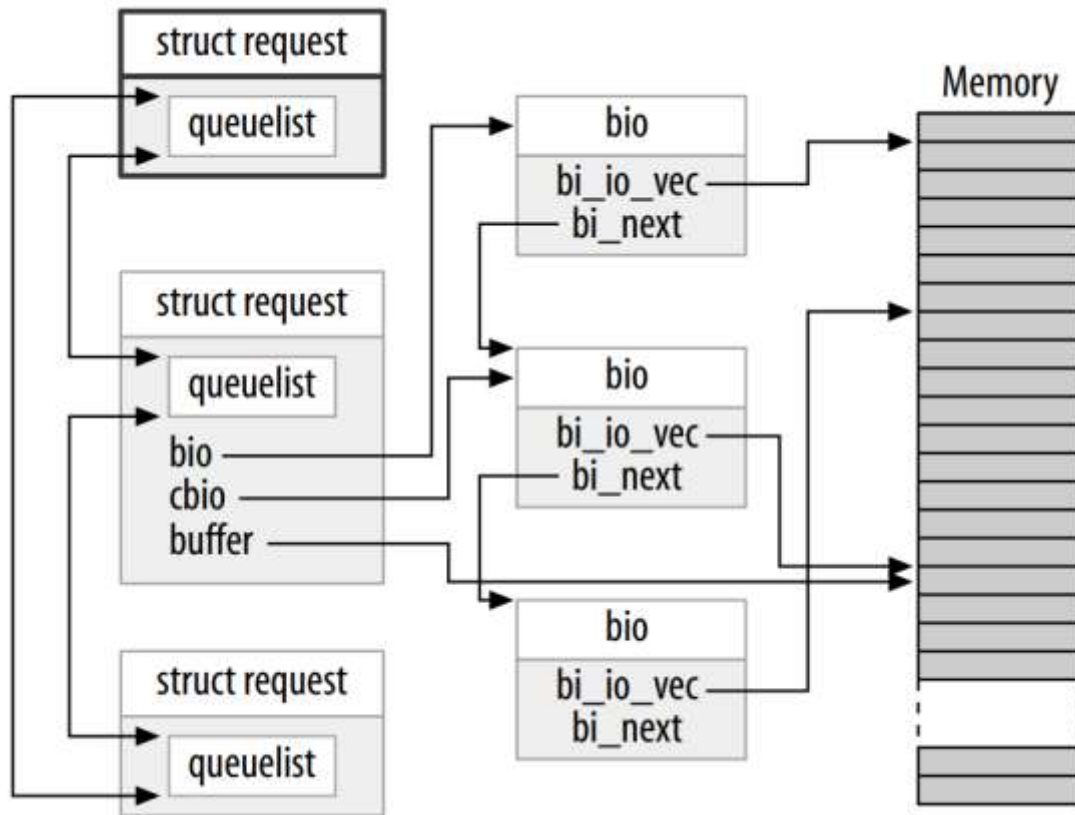 struct request
queuelist
struct request
queuelist
bio
cbio
buffer
struct request
queuelist
bio
bi_io_vec
bi_next
bio
bi_io_vec
bi_next
bio
bi_io_vec
bi_next
Memory